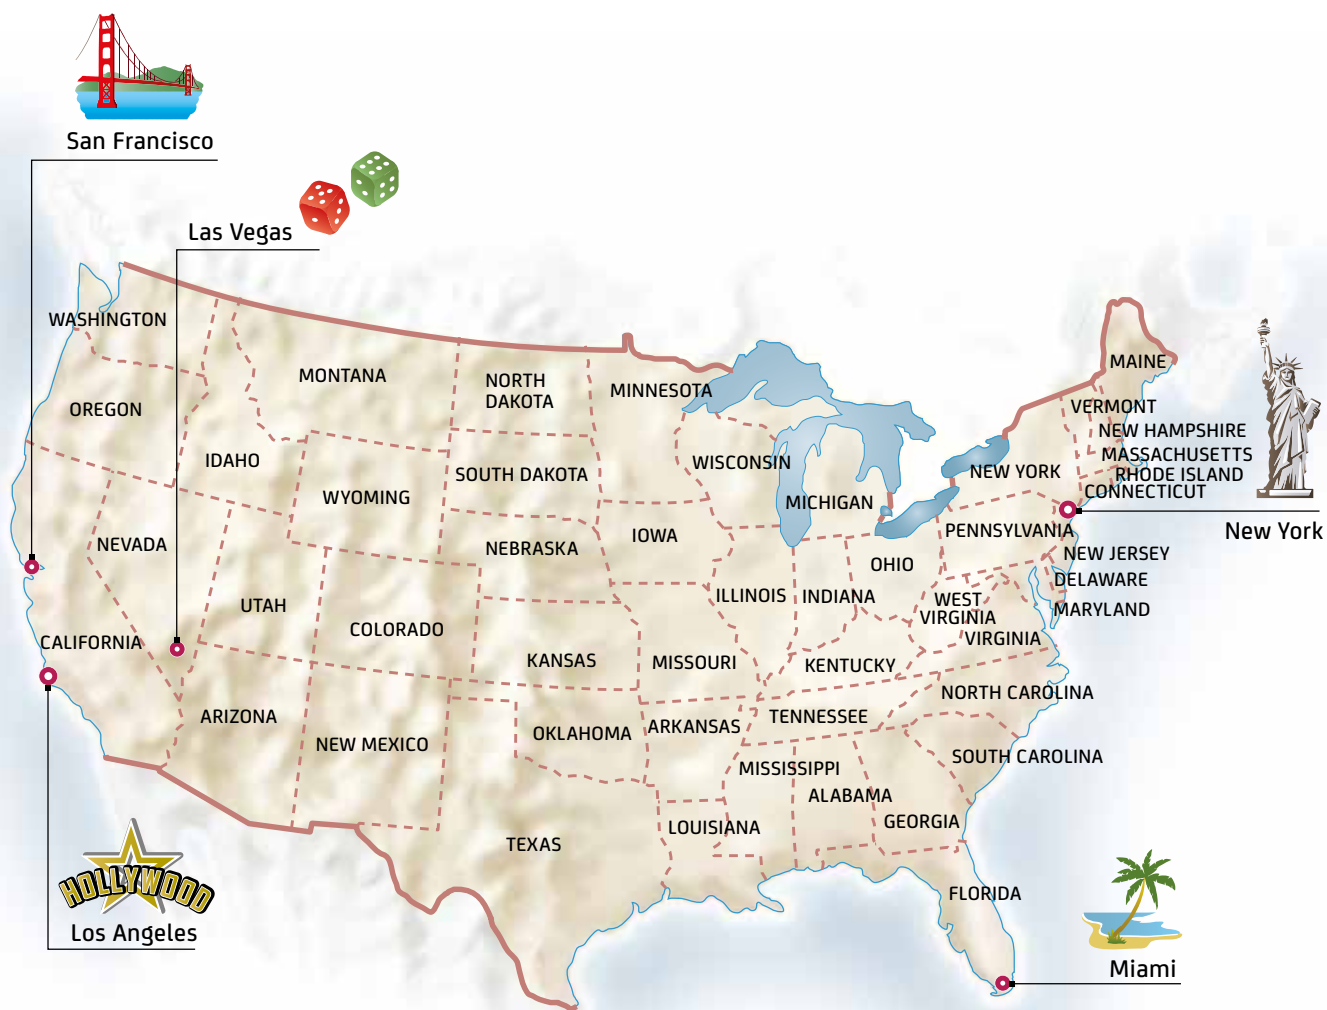 San Francisco
Las Vegas
WASHINGTON
MONTANA
NORTH
DAKOTA
MINNESOTA
MAINE
OREGON
VERMONT
NEW HAMPSHIRE
IDAHO
SOUTH DAKOTA
WISCONSIN
NEW YORK
MASSACHUSETTS
RHODE ISLAND
CONNECTICUT
WYOMING
MICHIGAN
New York
NEVADA
NEBRASKA
IOWA
PENNSYLVANIA
OHIO
NEW JERSEY
DELAWARE
UTAH
ILLINOIS
INDIANA
WEST
VIRGINIA
MARYLAND
COLORADO
CALIFORNIA
VIRGINIA
KANSAS
MISSOURI
KENTUCKY
NORTH CAROLINA
ARIZONA
NEW MEXICO
OKLAHOMA
ARKANSAS
TENNESSEE
SOUTH CAROLINA
MISSISSIPPI
ALABAMA
GEORGIA
LOUISIANA
TEXAS
HOLLYWOOD
Los Angeles
FLORIDA
Miami